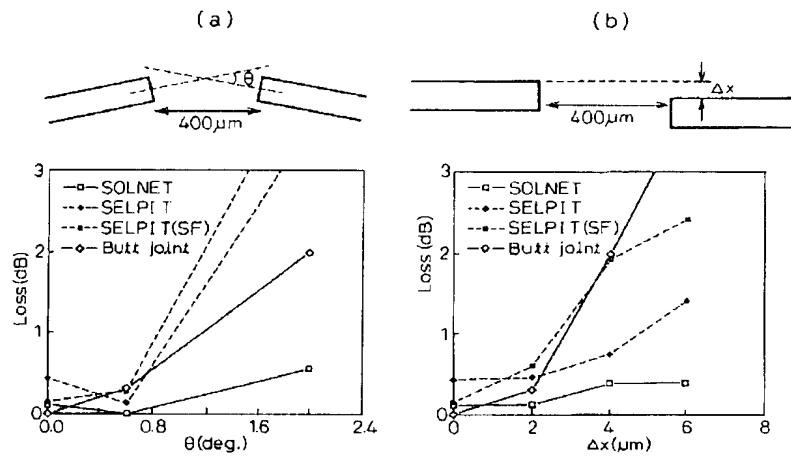 (a)
θ
400μm
3
SOLNET
SELPIT
SELPIT(SF)
Butt joint
2
Loss(dB)
1
0
0.0 0.8 1.6 2.4
θ(deg.)
(b)
Δx
400μm
3
SOLNET
SELPIT
SELPIT(SF)
Butt joint
2
Loss(dB)
1
0
0 2 4 6 8
Δx(μm)